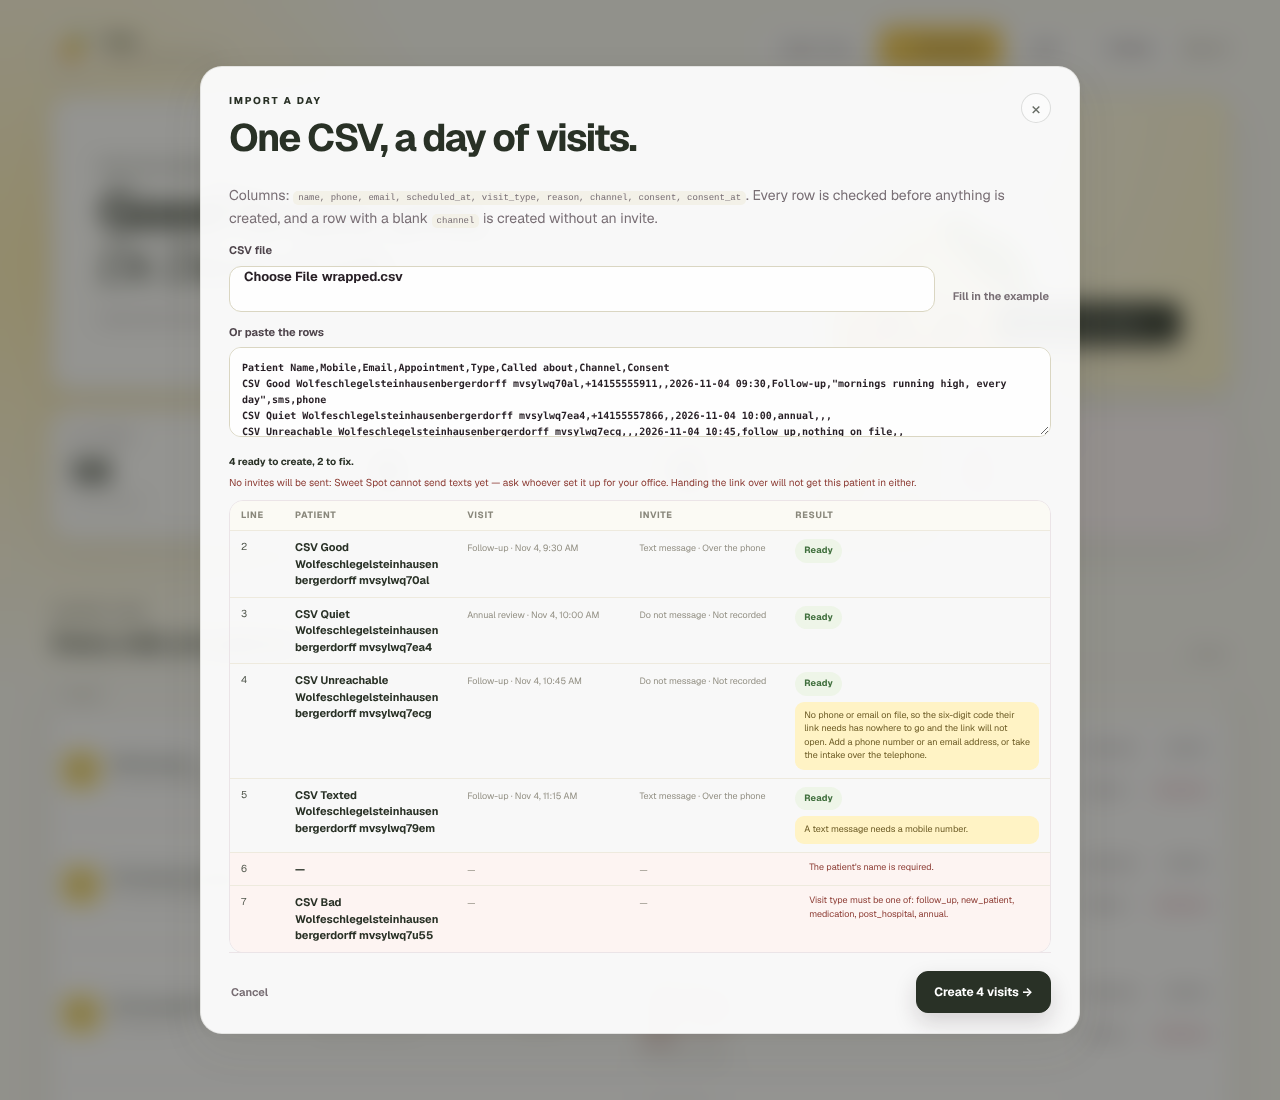 IMPORT A DAY
One CSV, a day of visits.
×
Columns: name, phone, email, scheduled_at, visit_type, reason, channel, consent, consent_at. Every row is checked before anything is
created, and a row with a blank channel is created without an invite.
CSV file
Choose File wrapped.csv
Fill in the example
Or paste the rows
Patient Name,Mobile,Email,Appointment,Type,Called about,Channel,Consent
CSV Good Wolfeschlegelsteinhausenbergerdorff mvsylwq70al,+14155555911,,2026-11-04 09:30,Follow-up,"mornings running high, every
day",sms,phone
CSV Quiet Wolfeschlegelsteinhausenbergerdorff mvsylwq7ea4,+14155557866,,2026-11-04 10:00,annual,,,
CSV Unreachable Wolfeschlegelsteinhausenbergerdorff mvsylwq7ecg,,,2026-11-04 10:45,follow up,nothing on file,,
4 ready to create, 2 to fix.
No invites will be sent: Sweet Spot cannot send texts yet — ask whoever set it up for your office. Handing the link over will not get this patient in either.
LINE PATIENT VISIT INVITE RESULT
2 CSV Good Follow-up · Nov 4, 9:30 AM Text message · Over the phone Ready
Wolfeschlegelsteinhausen
bergerdorff mvsylwq70al
3 CSV Quiet Annual review · Nov 4, 10:00 AM Do not message · Not recorded Ready
Wolfeschlegelsteinhausen
bergerdorff mvsylwq7ea4
4 CSV Unreachable Follow-up · Nov 4, 10:45 AM Do not message · Not recorded Ready
Wolfeschlegelsteinhausen
bergerdorff mvsylwq7ecg
No phone or email on file, so the six-digit code their
link needs has nowhere to go and the link will not
open. Add a phone number or an email address, or take
the intake over the telephone.
5 CSV Texted Follow-up · Nov 4, 11:15 AM Text message · Over the phone Ready
Wolfeschlegelsteinhausen
bergerdorff mvsylwq79em
A text message needs a mobile number.
6 — — — The patient's name is required.
7 CSV Bad — — Visit type must be one of: follow_up, new_patient,
Wolfeschlegelsteinhausen medication, post_hospital, annual.
bergerdorff mvsylwq7u55
Cancel
Create 4 visits →